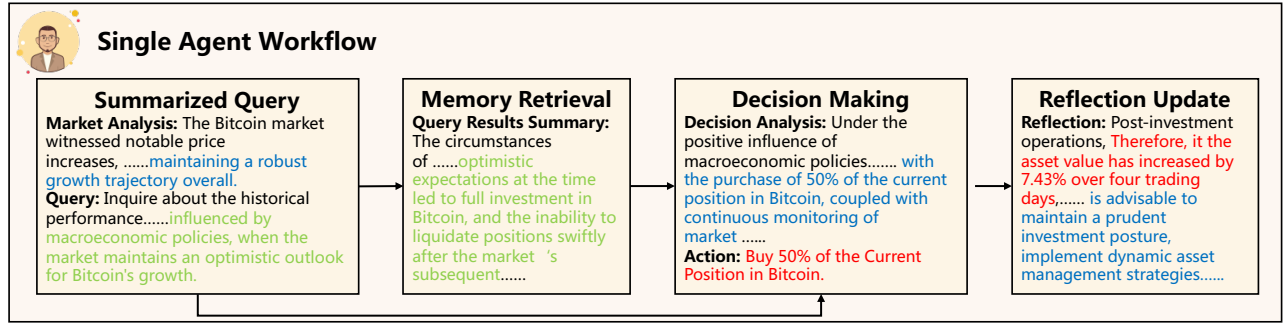 Single Agent Workflow
Summarized Query
Market Analysis: The Bitcoin market
witnessed notable price
increases, ......maintaining a robust
growth trajectory overall.
Query: Inquire about the historical
performance......influenced by
macroeconomic policies, when the
market maintains an optimistic outlook
for Bitcoin's growth.
Memory Retrieval
Query Results Summary:
The circumstances
of ......optimistic
expectations at the time
led to full investment in
Bitcoin, and the inability to
liquidate positions swiftly
after the market 's
subsequent......
Decision Making
Decision Analysis: Under the
positive influence of
macroeconomic policies....... with
the purchase of 50% of the current
position in Bitcoin, coupled with
continuous monitoring of
market ......
Action: Buy 50% of the Current
Position in Bitcoin.
Reflection Update
Reflection: Post-investment
operations, Therefore, it the
asset value has increased by
7.43% over four trading
days,...... is advisable to
maintain a prudent
investment posture,
implement dynamic asset
management strategies......